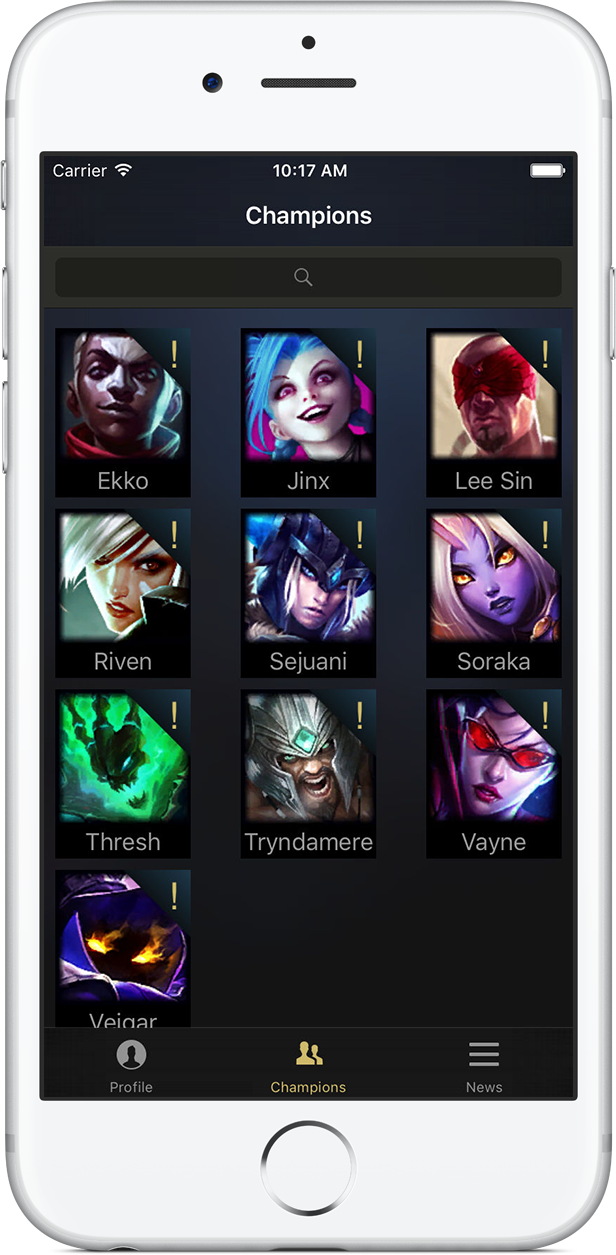 Carrier 10:17 AM
Champions
! ! !
Ekko Jinx Lee Sin
! ! !
Riven Sejuani Soraka
! ! !
Thresh Tryndamere Vayne
!
Veigar
Profile Champions News